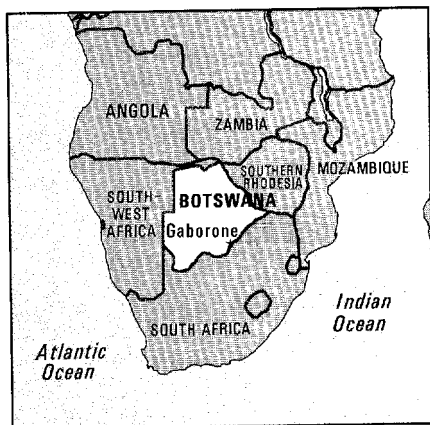 ANGOLA
ZAMBIA
SOUTHERN
RHODESIA
MOZAMBIQUE
SOUTH-
WEST
AFRICA
BOTSWANA
Gaborone
SOUTH AFRICA
Indian
Ocean
Atlantic
Ocean